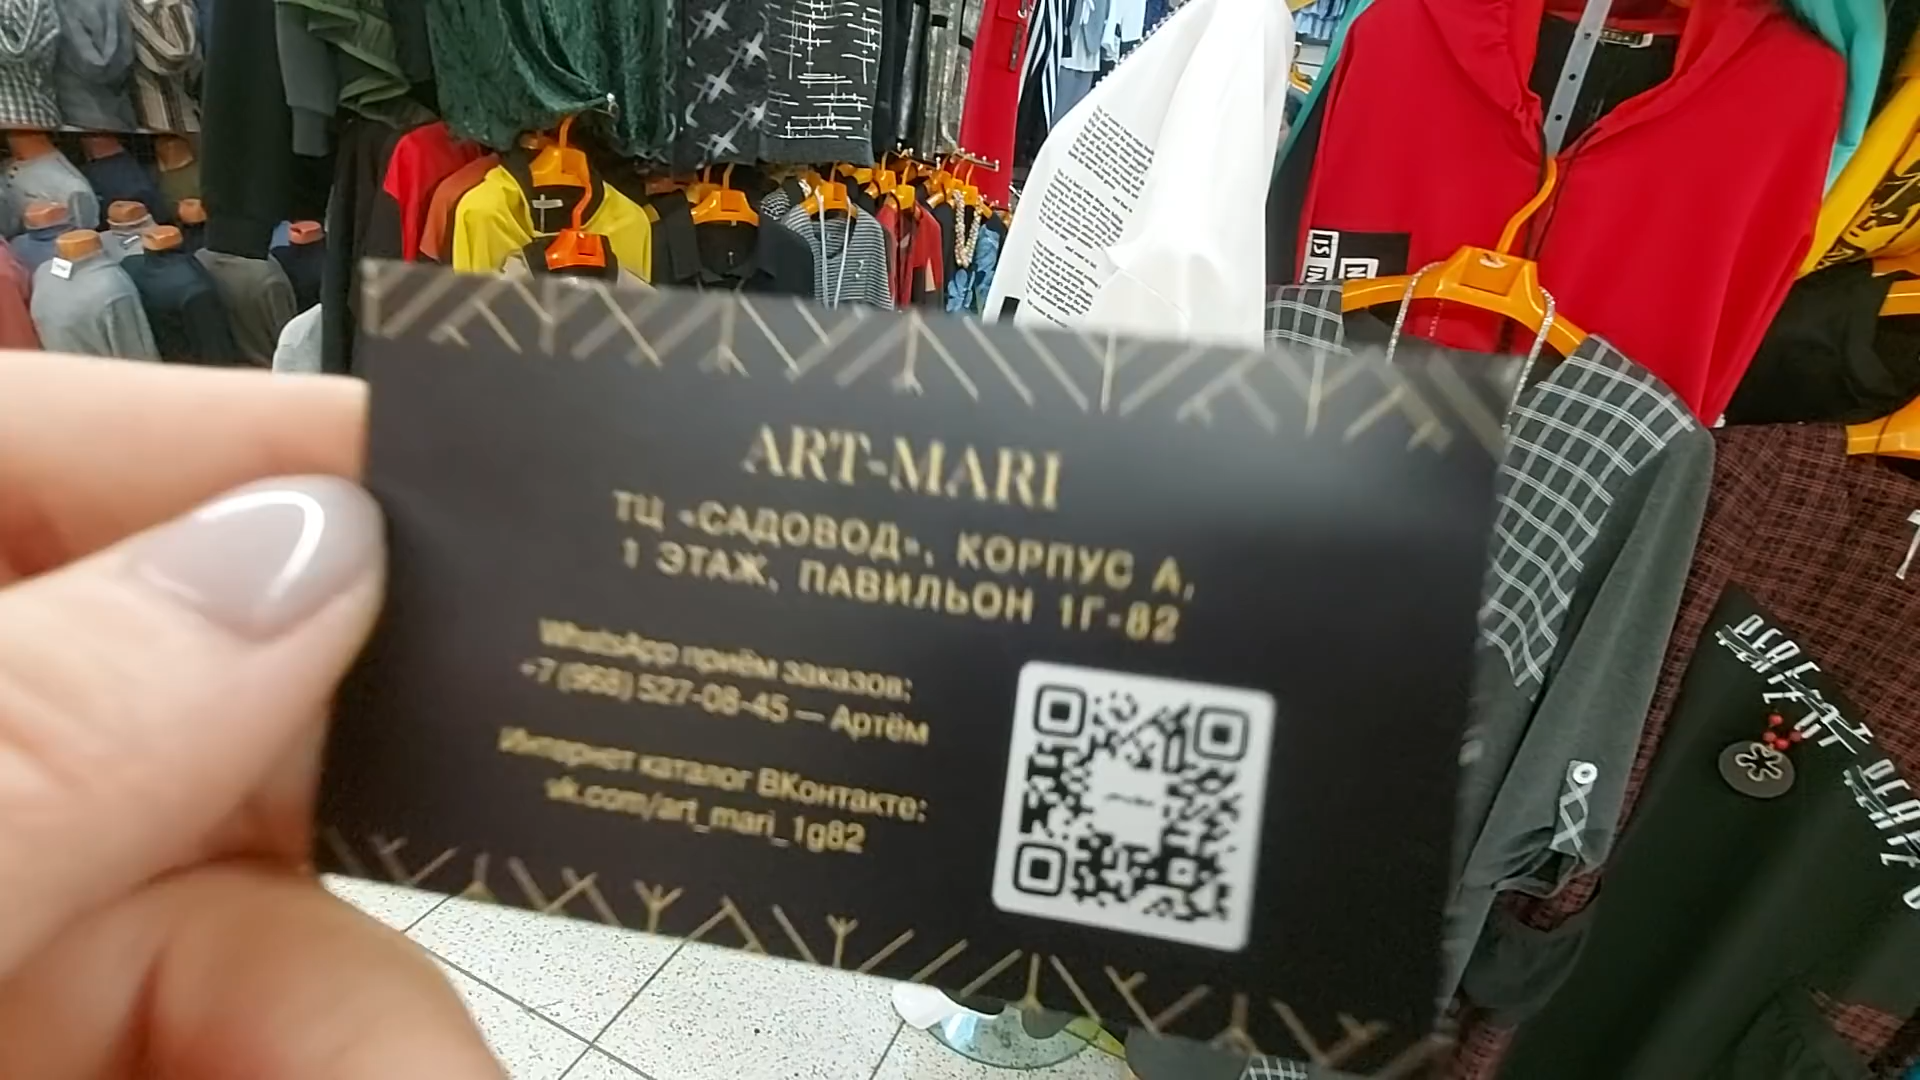 ART-MARI
ТЦ «САДОВОД», КОРПУС А,
1 ЭТАЖ, ПАВИЛЬОН 1Г-82
WhatsApp приём заказов:
+7 (968) 527-08-45 — Артём
Интернет каталог ВКонтакте:
vk.com/art_mari_1g82